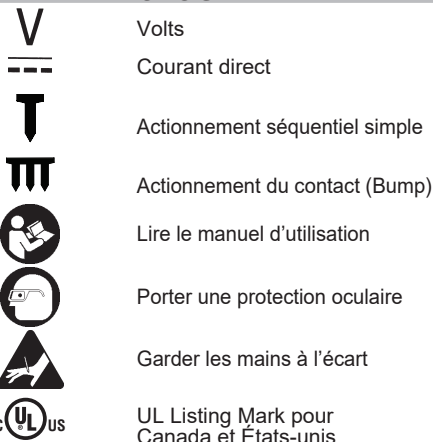 V Volts
Courant direct
Actionnement séquentiel simple
Actionnement du contact (Bump)
Lire le manuel d’utilisation
Porter une protection oculaire
Garder les mains à l’écart
c UL US UL Listing Mark pour
Canada et États-unis